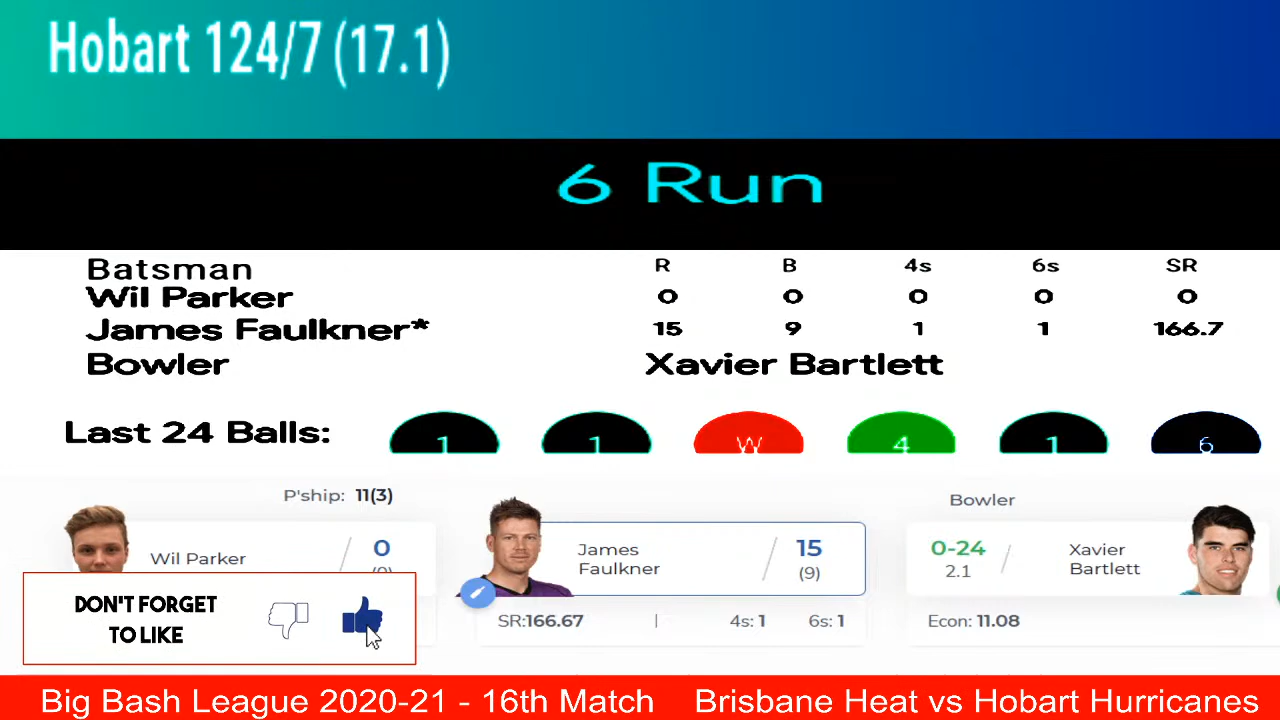 Hobart 124/7 (17.1)
6 Run
Batsman R B 4s 6s SR
Wil Parker 0 0 0 0 0
James Faulkner* 15 9 1 1 166.7
Bowler Xavier Bartlett
Last 24 Balls: 1 1 W 4 1 6
P'ship: 11(3)
Wil Parker 0
James Faulkner 15 (9)
SR:166.67 4s: 1 6s: 1
Bowler
0-24 2.1 Xavier Bartlett
Econ: 11.08
DON'T FORGET
TO LIKE
Big Bash League 2020-21 - 16th Match Brisbane Heat vs Hobart Hurricanes